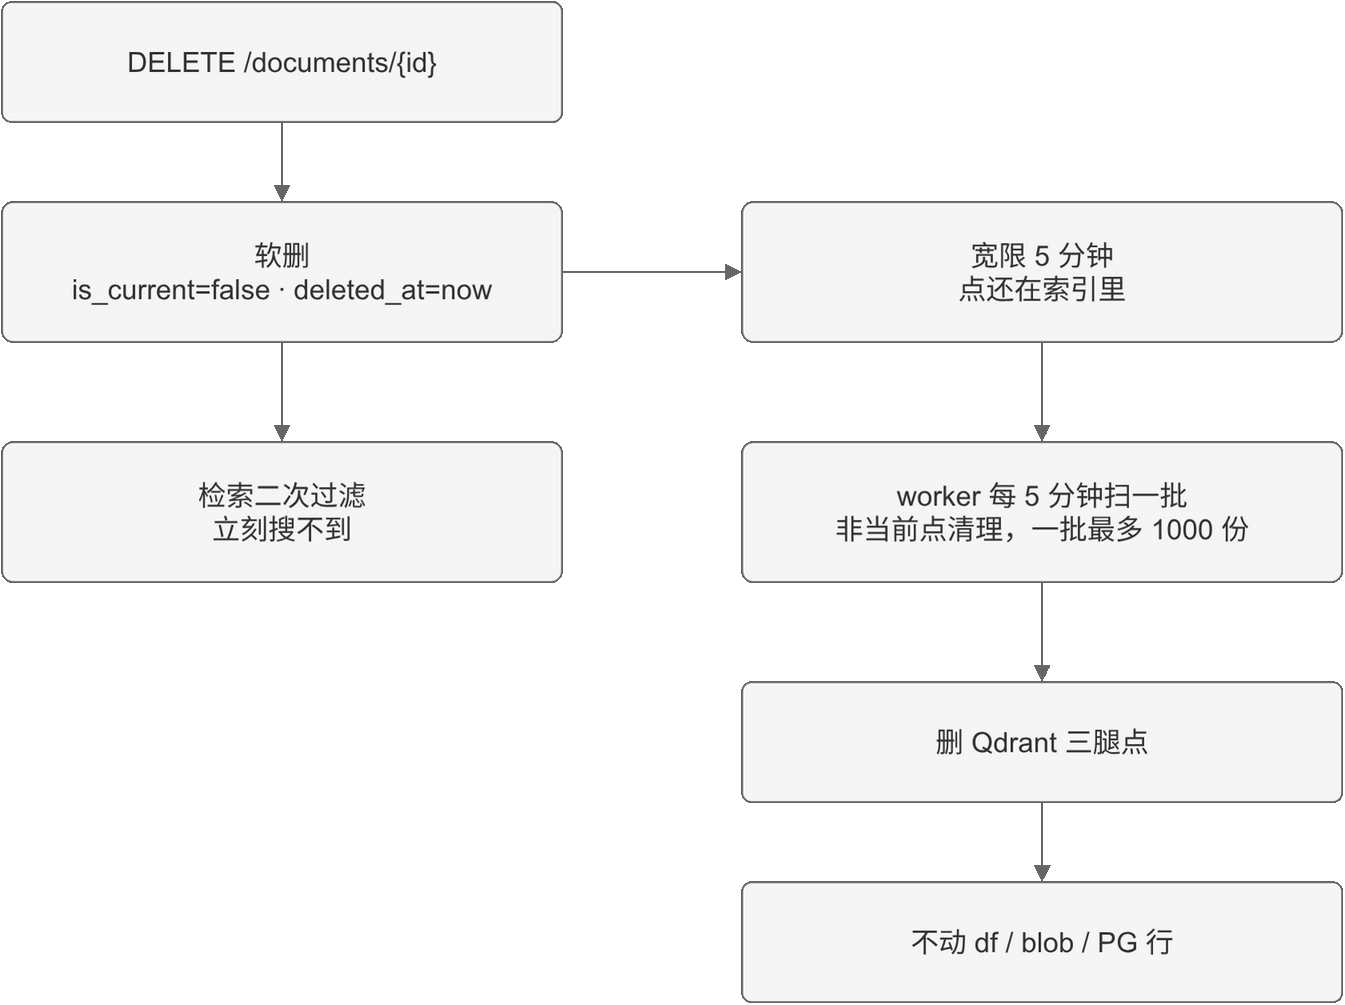 DELETE /documents/{id}
软删
is_current=false · deleted_at=now
宽限 5 分钟
点还在索引里
检索二次过滤
立刻搜不到
worker 每 5 分钟扫一批
非当前点清理，一批最多 1000 份
删 Qdrant 三腿点
不动 df / blob / PG 行